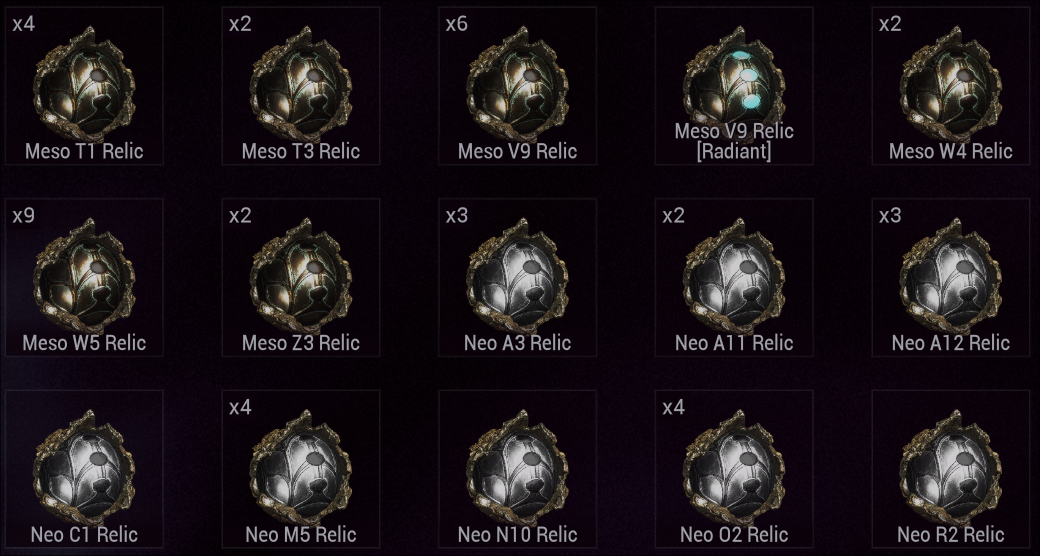 x4
Meso T1 Relic
x2
Meso T3 Relic
x6
Meso V9 Relic
Meso V9 Relic
[Radiant]
x2
Meso W4 Relic
x9
Meso W5 Relic
x2
Meso Z3 Relic
x3
Neo A3 Relic
x2
Neo A11 Relic
x3
Neo A12 Relic
Neo C1 Relic
x4
Neo M5 Relic
Neo N10 Relic
x4
Neo O2 Relic
Neo R2 Relic